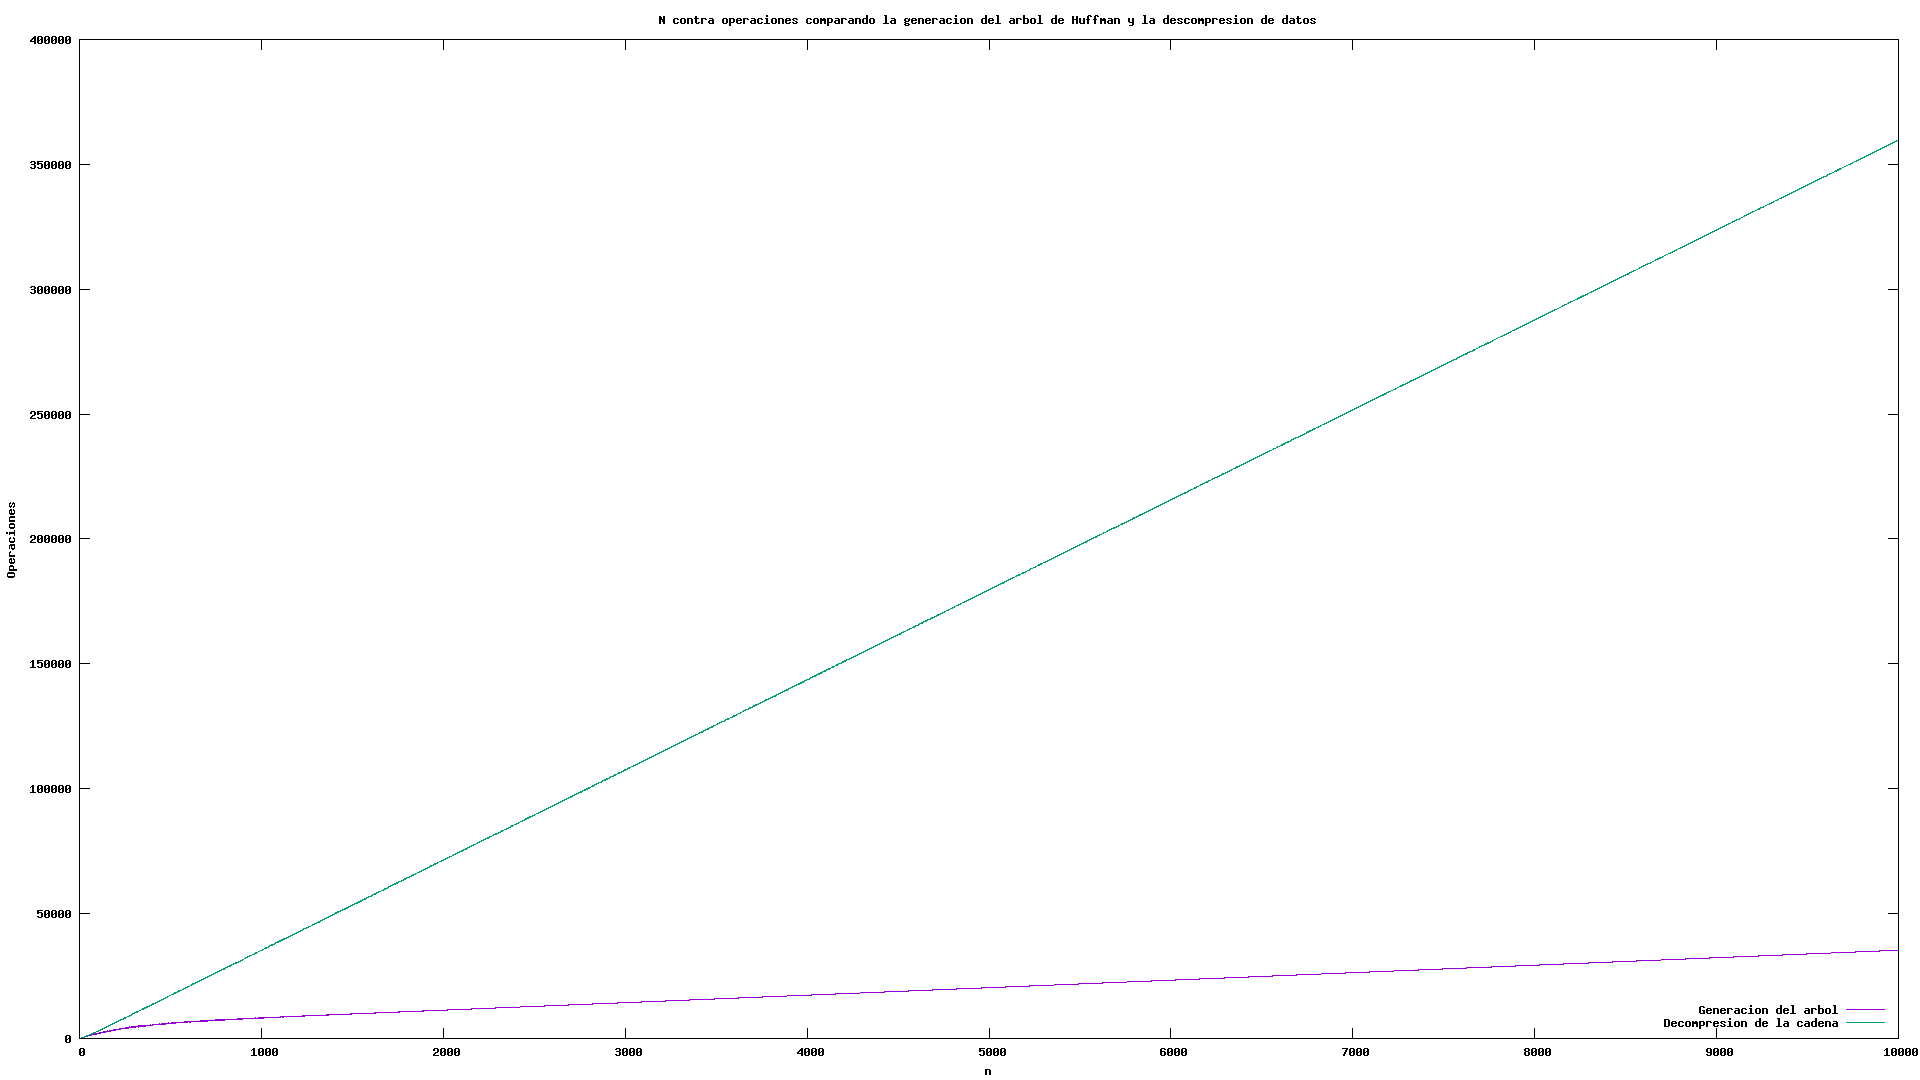 N contra operaciones comparando la generacion del arbol de Huffman y la descompresion de datos
400000
350000
300000
250000
200000
150000
100000
50000
0
Operaciones
0 1000 2000 3000 4000 5000 6000 7000 8000 9000 10000
n
Generacion del arbol
Decompresion de la cadena